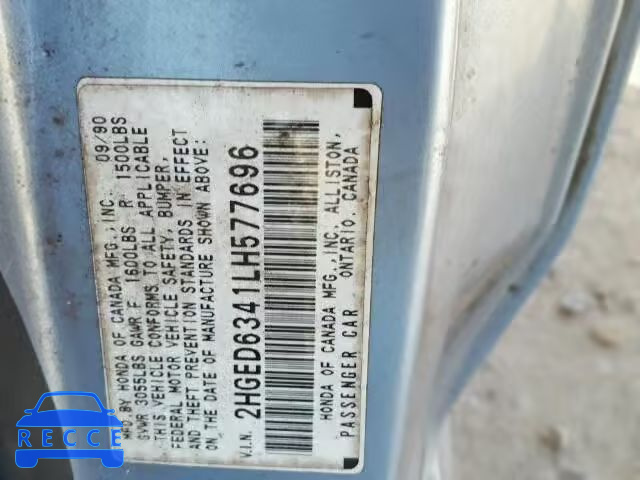 MFD. BY HONDA OF CANADA MFG., INC. 09/90
GVWR 3055LBS GAWR F 1600LBS R 1500LBS
THIS VEHICLE CONFORMS TO ALL APPLICABLE
FEDERAL MOTOR VEHICLE SAFETY, BUMPER,
AND THEFT PREVENTION STANDARDS IN EFFECT
ON THE DATE OF MANUFACTURE SHOWN ABOVE:
V.I.N. 2HGED6341LH577696
HONDA OF CANADA MFG., INC. ALLISTON,
ONTARIO, CANADA
PASSENGER CAR
SEE CARS